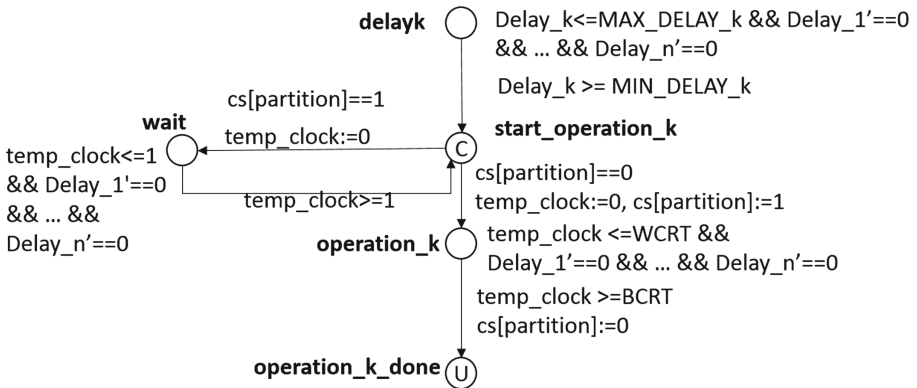 delayk
Delay_k<=MAX_DELAY_k && Delay_1'==0
&& … && Delay_n’==0
Delay_k >= MIN_DELAY_k
cs[partition]==1
wait
temp_clock:=0
start_operation_k
C
temp_clock<=1
&& Delay_1'==0
&& … &&
Delay_n’==0
temp_clock>=1
cs[partition]==0
temp_clock:=0, cs[partition]:=1
operation_k
temp_clock <=WCRT &&
Delay_1’==0 && … && Delay_n’==0
temp_clock >=BCRT
cs[partition]:=0
operation_k_done
U